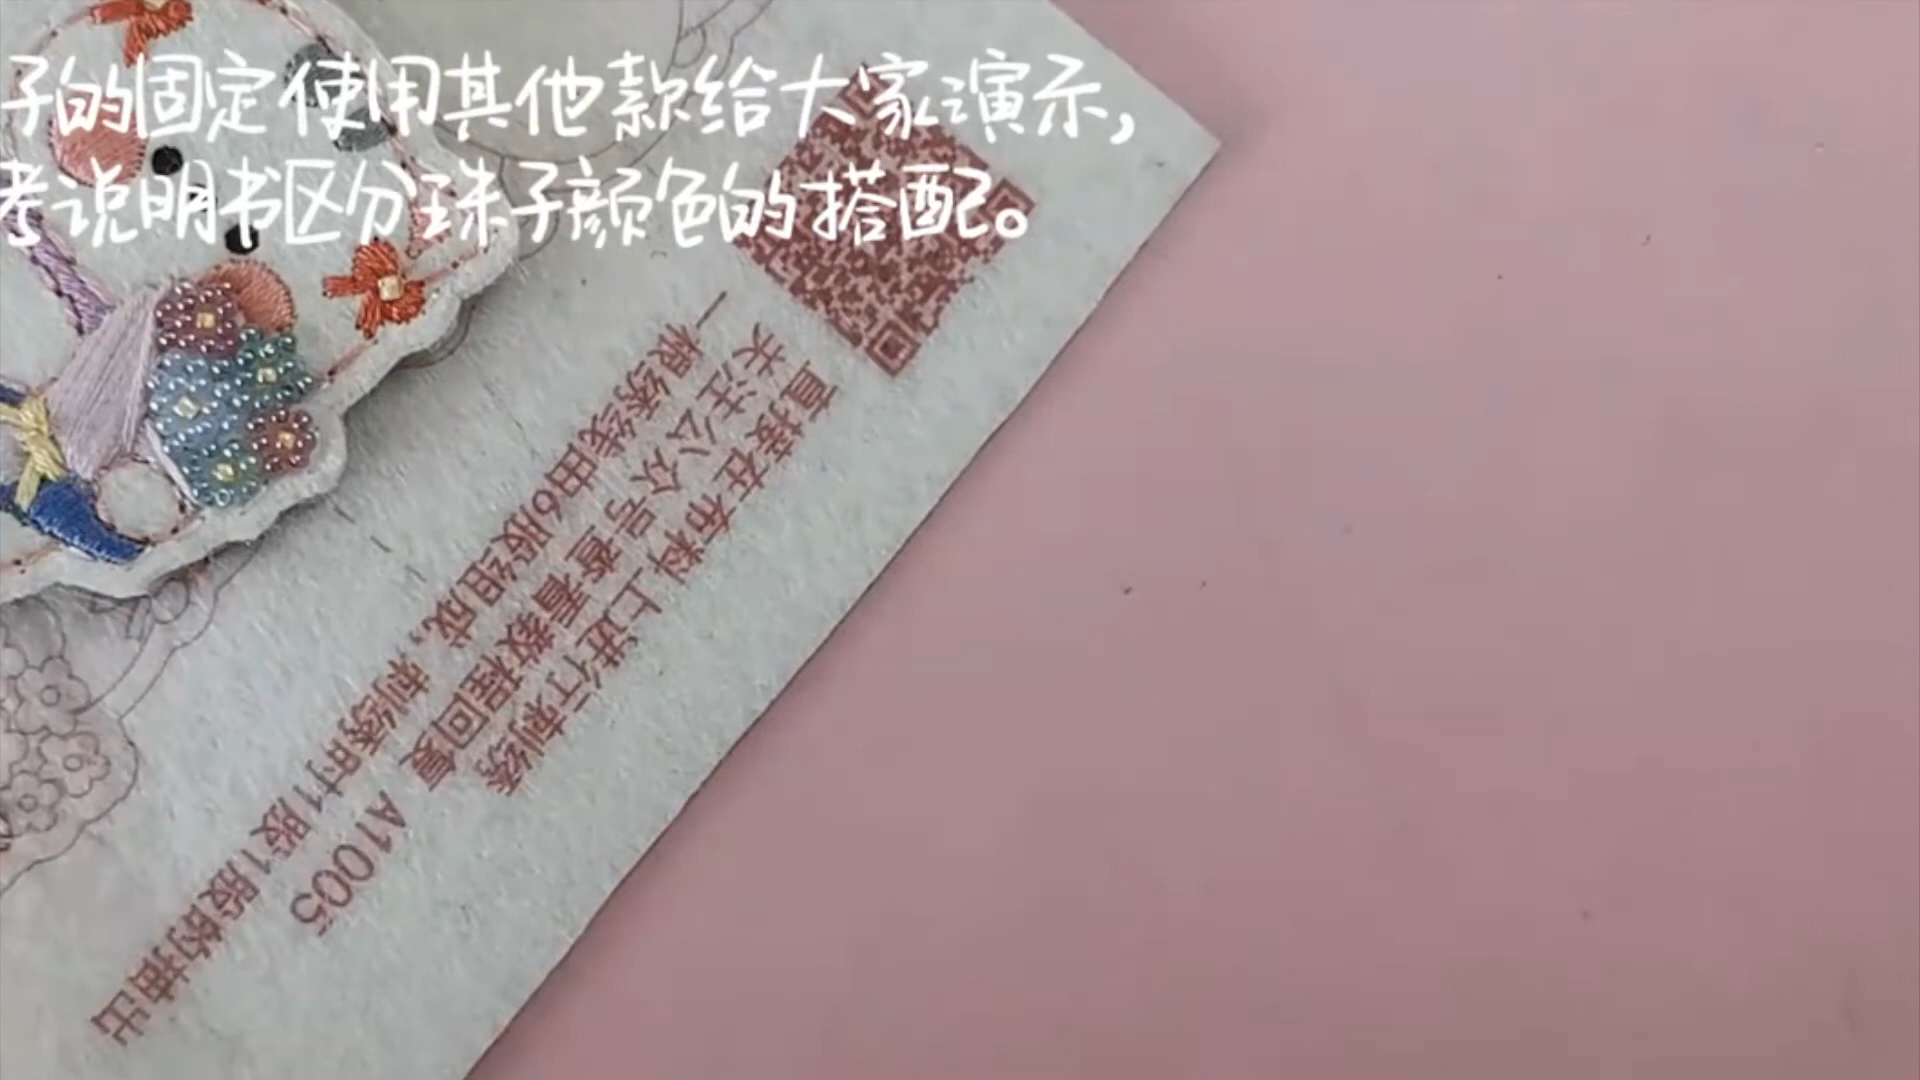 子的固定使用其他款给大家演示,
考说明书区分珠子颜色的搭配。
直接在布料上进行刺绣
关注公众号查看教程回复 A1005
一根绣线由6股组成，刺绣时1股1股的抽出